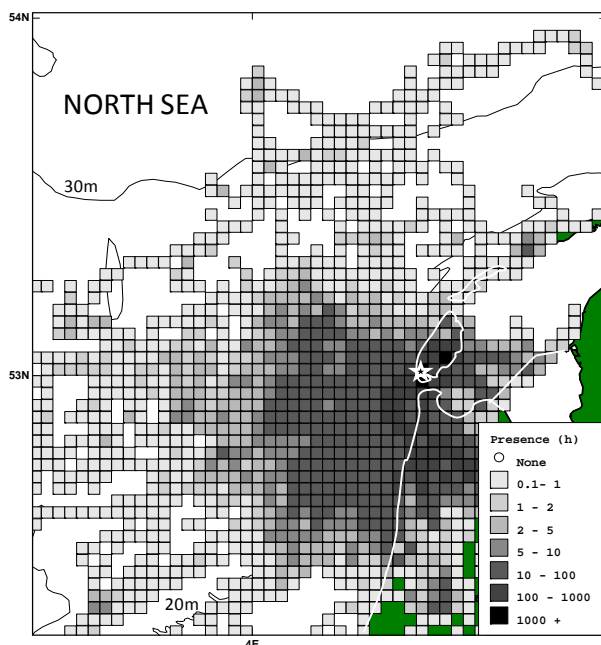 54N
NORTH SEA
30m
53N
Presence (h)
None
0.1- 1
1 - 2
2 - 5
5 - 10
10 - 100
100 - 1000
1000 +
20m
4E